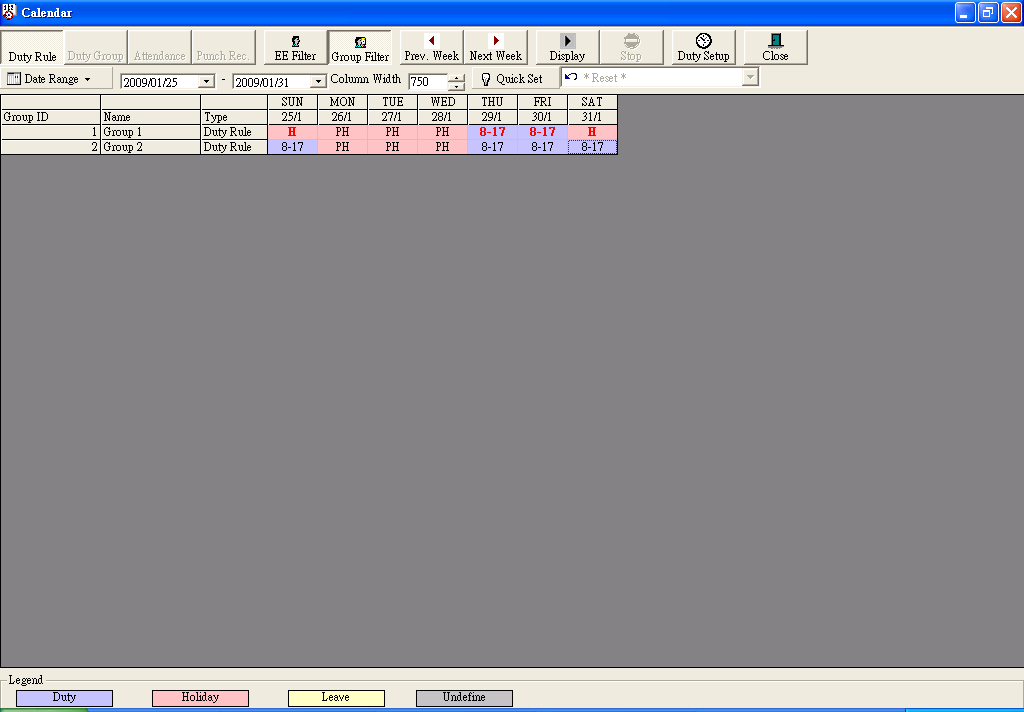 Calendar
Duty Rule Duty Group Attendance Punch Rec. EE Filter Group Filter Prev. Week Next Week Display Stop Duty Setup Close
Date Range 2009/01/25 - 2009/01/31 Column Width 750 Quick Set * Reset *
SUN MON TUE WED THU FRI SAT
Group ID Name Type 25/1 26/1 27/1 28/1 29/1 30/1 31/1
1 Group 1 Duty Rule H PH PH PH 8-17 8-17 H
2 Group 2 Duty Rule 8-17 PH PH PH 8-17 8-17 8-17
Legend
Duty Holiday Leave Undefine